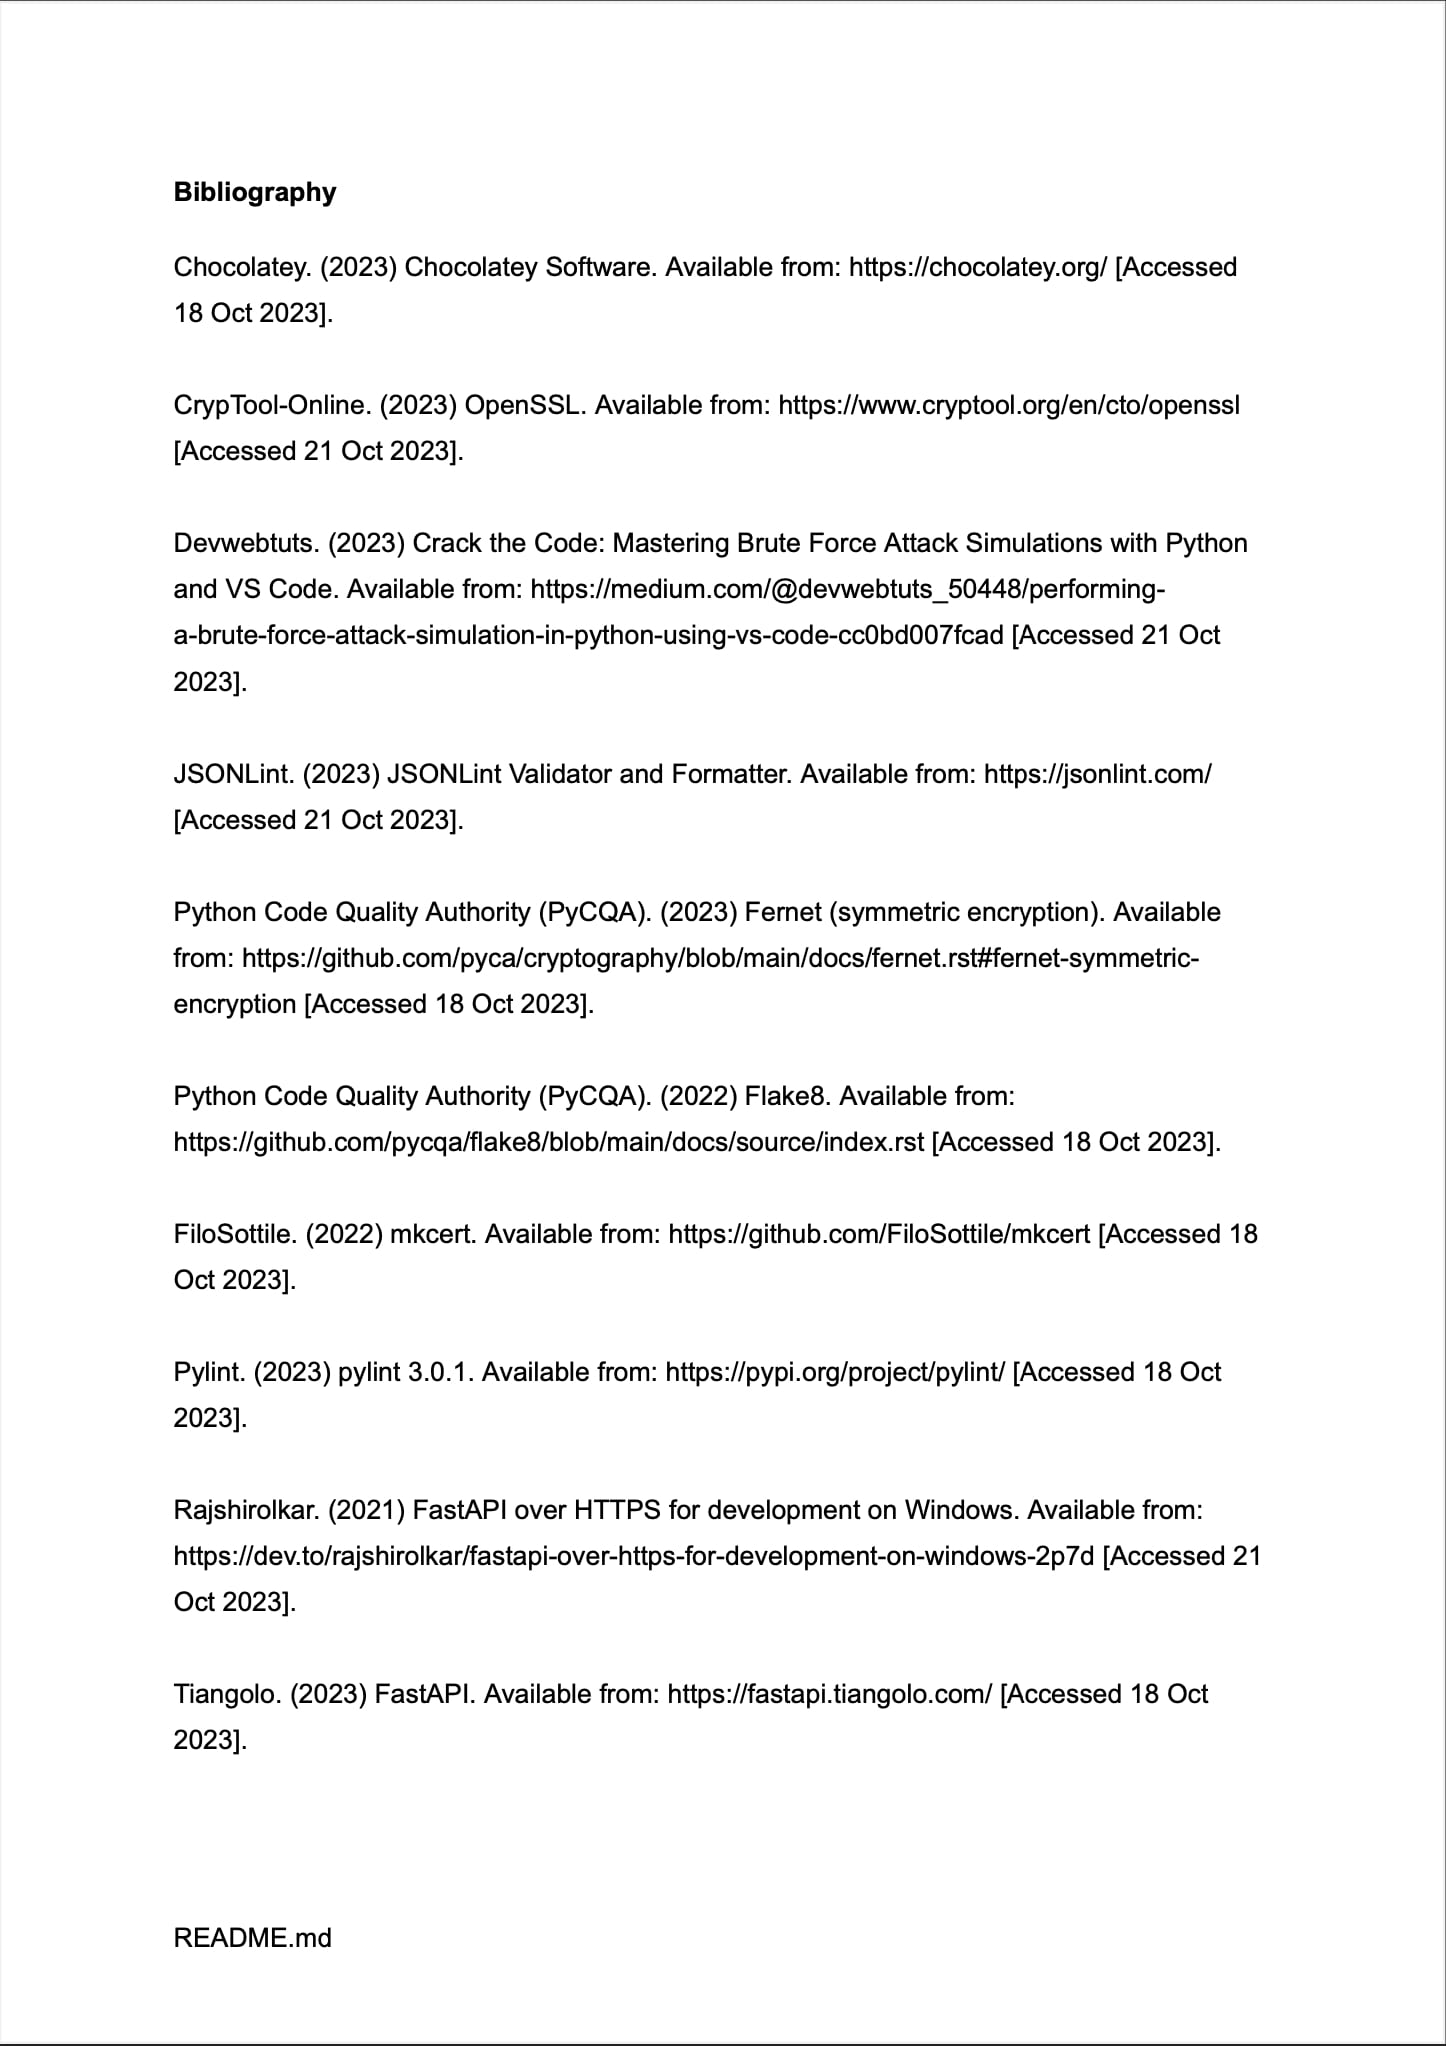 Bibliography
Chocolatey. (2023) Chocolatey Software. Available from: https://chocolatey.org/ [Accessed
18 Oct 2023].
CrypTool-Online. (2023) OpenSSL. Available from: https://www.cryptool.org/en/cto/openssl
[Accessed 21 Oct 2023].
Devwebtuts. (2023) Crack the Code: Mastering Brute Force Attack Simulations with Python
and VS Code. Available from: https://medium.com/@devwebtuts_50448/performing-
a-brute-force-attack-simulation-in-python-using-vs-code-cc0bd007fcad [Accessed 21 Oct
2023].
JSONLint. (2023) JSONLint Validator and Formatter. Available from: https://jsonlint.com/
[Accessed 21 Oct 2023].
Python Code Quality Authority (PyCQA). (2023) Fernet (symmetric encryption). Available
from: https://github.com/pyca/cryptography/blob/main/docs/fernet.rst#fernet-symmetric-
encryption [Accessed 18 Oct 2023].
Python Code Quality Authority (PyCQA). (2022) Flake8. Available from:
https://github.com/pycqa/flake8/blob/main/docs/source/index.rst [Accessed 18 Oct 2023].
FiloSottile. (2022) mkcert. Available from: https://github.com/FiloSottile/mkcert [Accessed 18
Oct 2023].
Pylint. (2023) pylint 3.0.1. Available from: https://pypi.org/project/pylint/ [Accessed 18 Oct
2023].
Rajshirolkar. (2021) FastAPI over HTTPS for development on Windows. Available from:
https://dev.to/rajshirolkar/fastapi-over-https-for-development-on-windows-2p7d [Accessed 21
Oct 2023].
Tiangolo. (2023) FastAPI. Available from: https://fastapi.tiangolo.com/ [Accessed 18 Oct
2023].
README.md